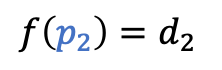 f(p₂) = d₂